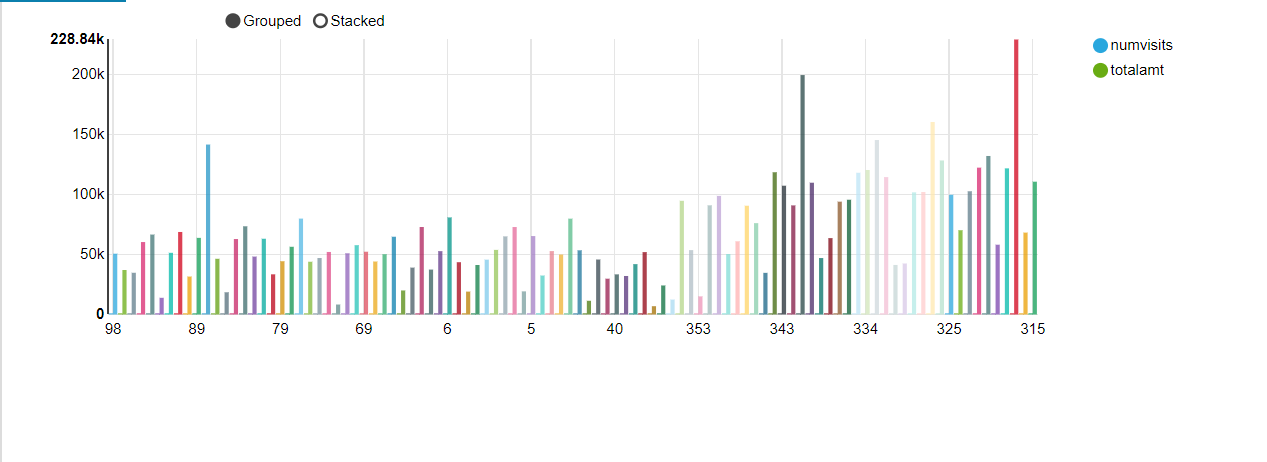 Grouped Stacked
228.84k
200k
150k
100k
50k
0
98 89 79 69 6 5 40 353 343 334 325 315
numvisits
totalamt